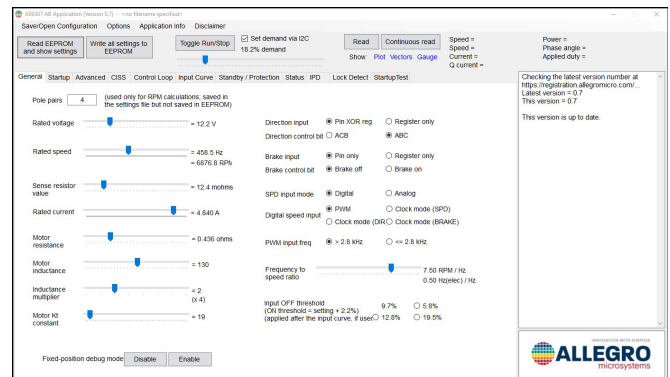 A89307 AB Application (Version 0.7) -- <no filename specified>
Save/Open Configuration Options Application Info Disclaimer
Read EEPROM and show settings
Write all settings to EEPROM
Toggle Run/Stop
Set demand via I2C
18.2% demand
Read
Continuous read
Show: Plot Vectors Gauge
Speed =
Speed =
Current =
Q current =
Power =
Phase angle =
Applied duty =
General Startup Advanced CISS Control Loop Input Curve Standby / Protection Status IPD Lock Detect StartupTest
Pole pairs 4 (used only for RPM calculations; saved in
the settings file but not saved in EEPROM)
Rated voltage = 12.2 V
Rated speed = 458.5 Hz
= 6876.8 RPM
Sense resistor
value = 12.4 mohms
Rated current = 4.840 A
Motor
resistance = 0.436 ohms
Motor
inductance = 130
Inductance
multiplier = 2
(x 4)
Motor Kt
constant = 19
Fixed-position debug mode Disable Enable
Direction input Pin XOR reg Register only
Direction control bit ACB ABC
Brake input Pin only Register only
Brake control bit Brake off Brake on
SPD input mode Digital Analog
Digital speed input PWM Clock mode (SPD)
Clock mode (DIR Clock mode (BRAKE)
PWM input freq > 2.8 kHz <= 2.8 kHz
Frequency to
speed ratio
7.50 RPM / Hz
0.50 Hz(elec) / Hz
Input OFF threshold
(ON threshold = setting + 2.2%)
(applied after the input curve, if used
9.7% 5.8%
12.8% 19.5%
Checking the latest version number at
https://registration.allegromicro.com/...
Latest version = 0.7
This version = 0.7
This version is up to date.
INNOVATION WITH PURPOSE
ALLEGRO
microsystems